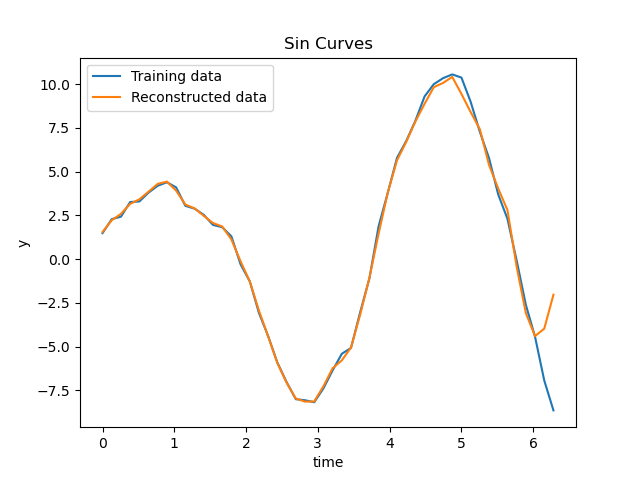 Sin Curves
Training data
Reconstructed data
y
10.0
7.5
5.0
2.5
0.0
−2.5
−5.0
−7.5
0 1 2 3 4 5 6
time